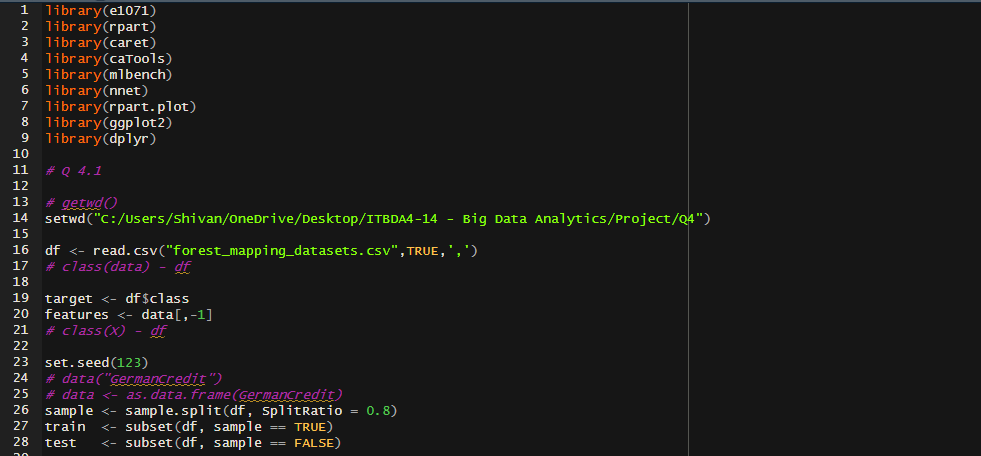 1 library(e1071)
2 library(rpart)
3 library(caret)
4 library(caTools)
5 library(mlbench)
6 library(nnet)
7 library(rpart.plot)
8 library(ggplot2)
9 library(dplyr)
10
11 # Q 4.1
12
13 # getwd()
14 setwd("C:/Users/Shivan/OneDrive/Desktop/ITBDA4-14 - Big Data Analytics/Project/Q4")
15
16 df <- read.csv("forest_mapping_datasets.csv",TRUE,',')
17 # class(data) - df
18
19 target <- df$class
20 features <- data[,-1]
21 # class(X) - df
22
23 set.seed(123)
24 # data("GermanCredit")
25 # data <- as.data.frame(GermanCredit)
26 sample <- sample.split(df, SplitRatio = 0.8)
27 train  <- subset(df, sample == TRUE)
28 test   <- subset(df, sample == FALSE)